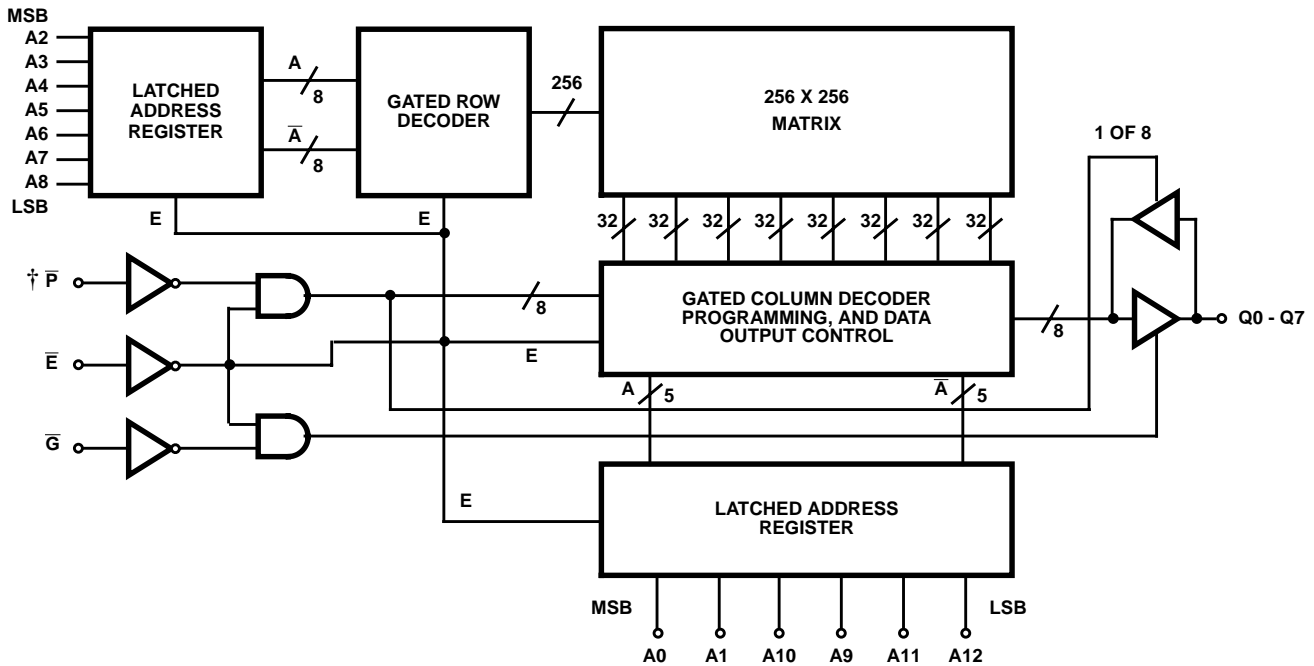 MSB
A2
A3
A4
A5
A6
A7
A8
LSB
LATCHED
ADDRESS
REGISTER
A
8
A̅
8
GATED ROW
DECODER
256
256 X 256
MATRIX
1 OF 8
E
E
32
32
32
32
32
32
32
32
† P̅
8
GATED COLUMN DECODER
PROGRAMMING, AND DATA
OUTPUT CONTROL
8
Q0 - Q7
E̅
E
A
5
A̅
5
G̅
E
LATCHED ADDRESS
REGISTER
MSB
LSB
A0
A1
A10
A9
A11
A12